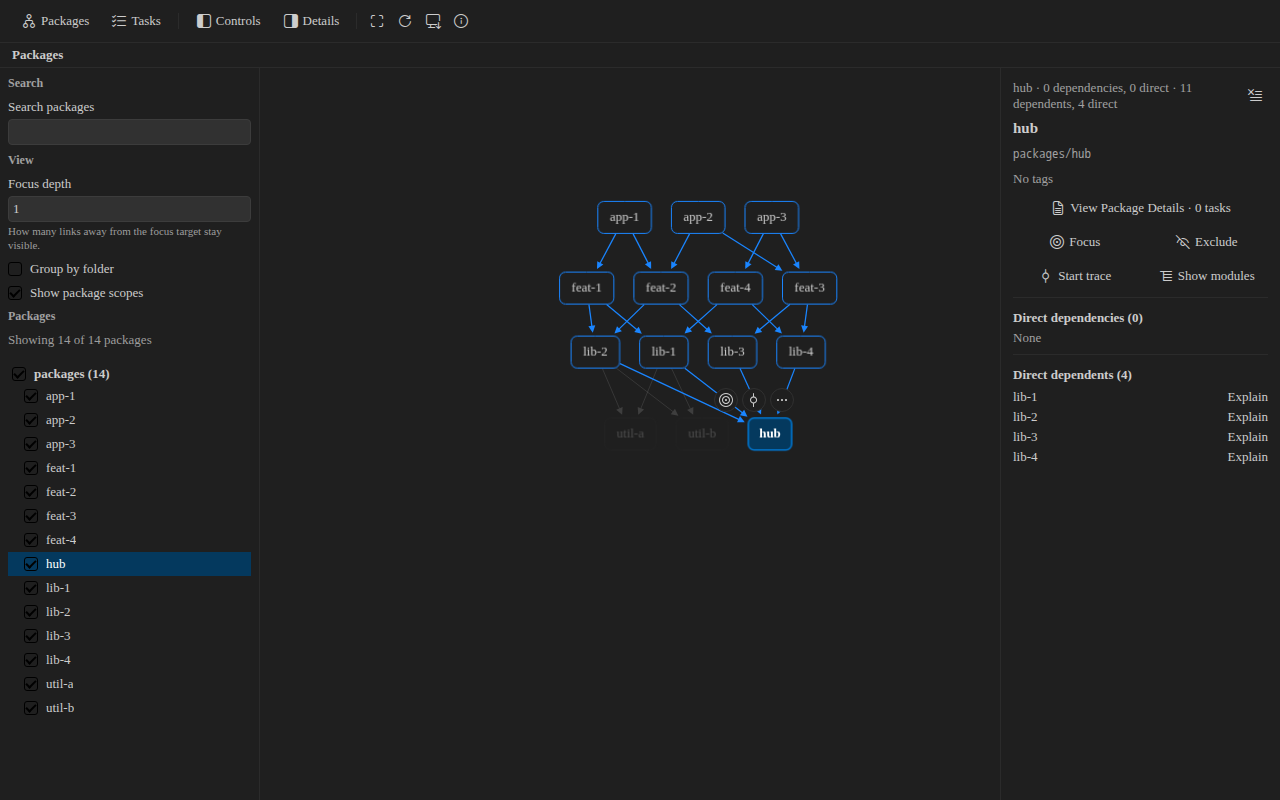 Packages
Tasks
Controls
Details
Packages
Search
Search packages
View
Focus depth
1
How many links away from the focus target stay
visible.
Group by folder
Show package scopes
Packages
Showing 14 of 14 packages
packages (14)
app-1
app-2
app-3
feat-1
feat-2
feat-3
feat-4
hub
lib-1
lib-2
lib-3
lib-4
util-a
util-b
app-1 app-2 app-3
feat-1 feat-2 feat-4 feat-3
lib-2 lib-1 lib-3 lib-4
util-a util-b hub
hub · 0 dependencies, 0 direct · 11
dependents, 4 direct
hub
packages/hub
No tags
View Package Details · 0 tasks
Focus Exclude
Start trace Show modules
Direct dependencies (0)
None
Direct dependents (4)
lib-1 Explain
lib-2 Explain
lib-3 Explain
lib-4 Explain